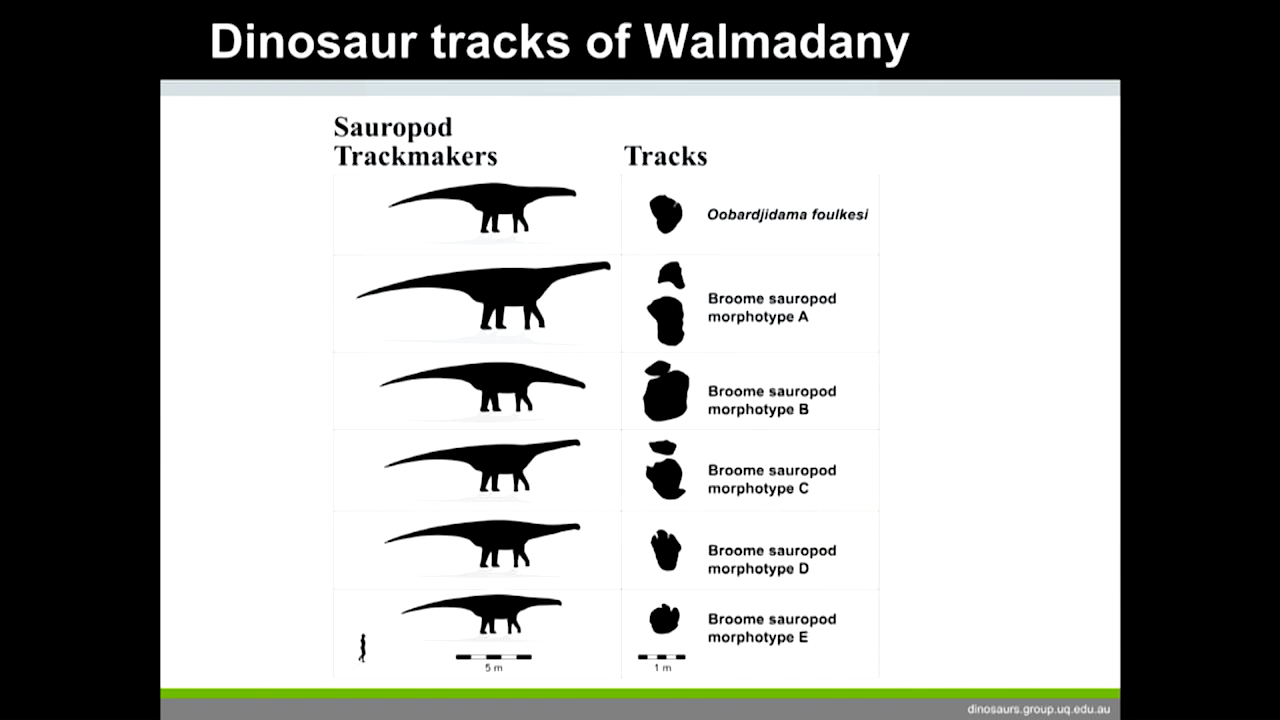 Dinosaur tracks of Walmadany
Sauropod
Trackmakers
Tracks
Oobardjidama foulkesi
Broome sauropod
morphotype A
Broome sauropod
morphotype B
Broome sauropod
morphotype C
Broome sauropod
morphotype D
Broome sauropod
morphotype E
5 m
1 m
dinosaurs.group.uq.edu.au